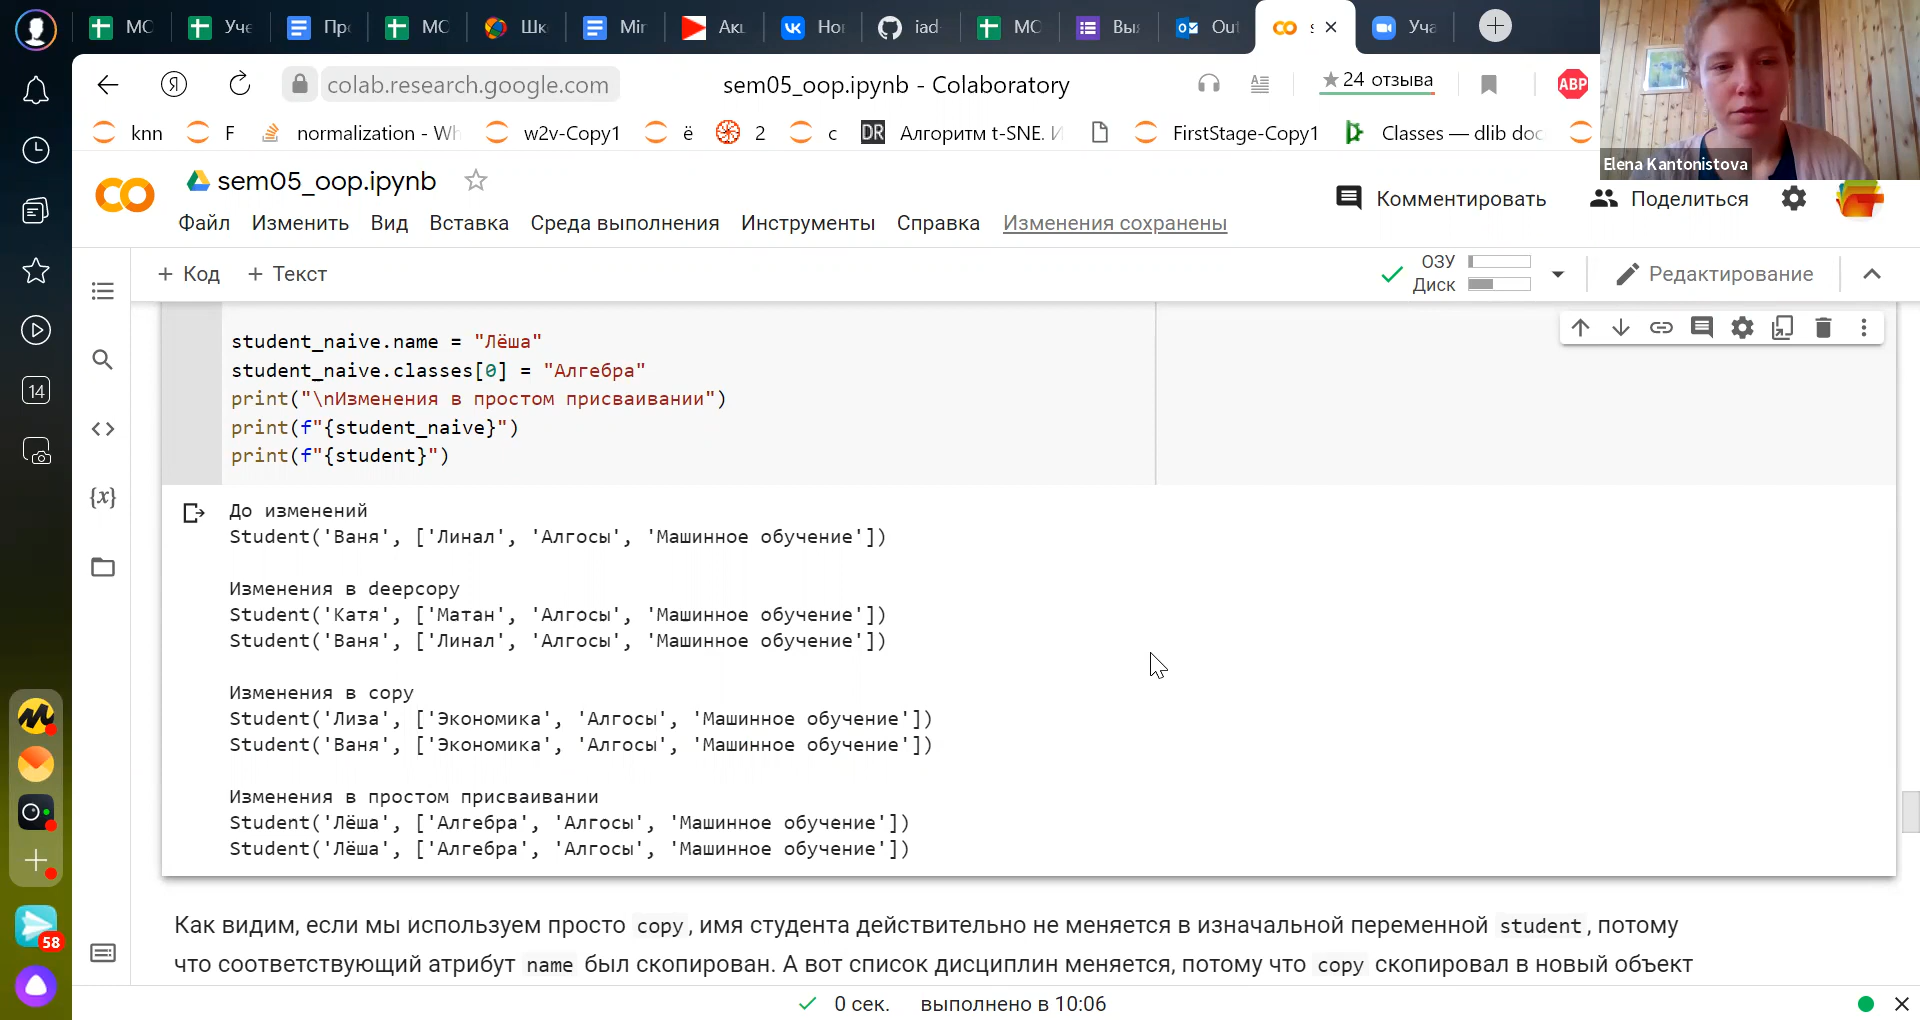 МС
Уче
Пр
МС
Шк
Mir
Акц
Но
iad-
МС
Выя
Out
Уча
colab.research.google.com
sem05_oop.ipynb - Colaboratory
★24 отзыва
ABP
knn
F
normalization - Wh
w2v-Copy1
ё
2
с
DR Алгоритм t-SNE. И
FirstStage-Copy1
Classes — dlib doc
Elena Kantonistova
sem05_oop.ipynb
Комментировать
Поделиться
Файл Изменить Вид Вставка Среда выполнения Инструменты Справка Изменения сохранены
+ Код + Текст
ОЗУ
Диск
Редактирование
student_naive.name = "Лёша"
student_naive.classes[0] = "Алгебра"
print("\nИзменения в простом присваивании")
print(f"{student_naive}")
print(f"{student}")
До изменений
Student('Ваня', ['Линал', 'Алгосы', 'Машинное обучение'])
Изменения в deepcopy
Student('Катя', ['Матан', 'Алгосы', 'Машинное обучение'])
Student('Ваня', ['Линал', 'Алгосы', 'Машинное обучение'])
Изменения в copy
Student('Лиза', ['Экономика', 'Алгосы', 'Машинное обучение'])
Student('Ваня', ['Экономика', 'Алгосы', 'Машинное обучение'])
Изменения в простом присваивании
Student('Лёша', ['Алгебра', 'Алгосы', 'Машинное обучение'])
Student('Лёша', ['Алгебра', 'Алгосы', 'Машинное обучение'])
Как видим, если мы используем просто copy, имя студента действительно не меняется в изначальной переменной student, потому
что соответствующий атрибут name был скопирован. А вот список дисциплин меняется, потому что copy скопировал в новый объект
0 сек. выполнено в 10:06
14
{x}
58